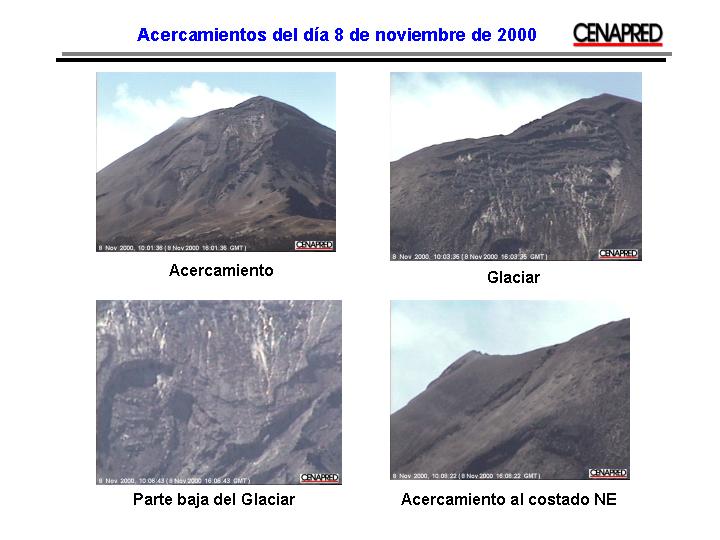 Acercamientos del día 8 de noviembre de 2000
CENAPRED
8 Nov 2000, 10:01:36 ( 8 Nov 2000 16:01:36 GMT )
CENAPRED
8 Nov 2000, 10:03:35 ( 8 Nov 2000 16:03:35 GMT )
CENAPRED
Acercamiento
Glaciar
8 Nov 2000, 10:06:43 ( 8 Nov 2000 16:06:43 GMT )
CENAPRED
8 Nov 2000, 10:08:22 ( 8 Nov 2000 16:08:22 GMT )
CENAPRED
Parte baja del Glaciar
Acercamiento al costado NE